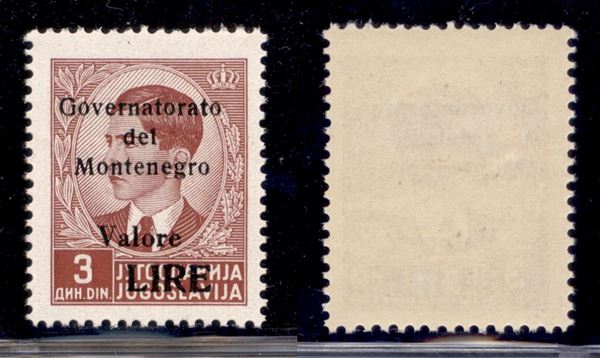 Governatorato
del
Montenegro
Valore
LIRE
3 ЈУГОСЛАВИЈА
ДИН. DIN. JUGOSLAVIJA